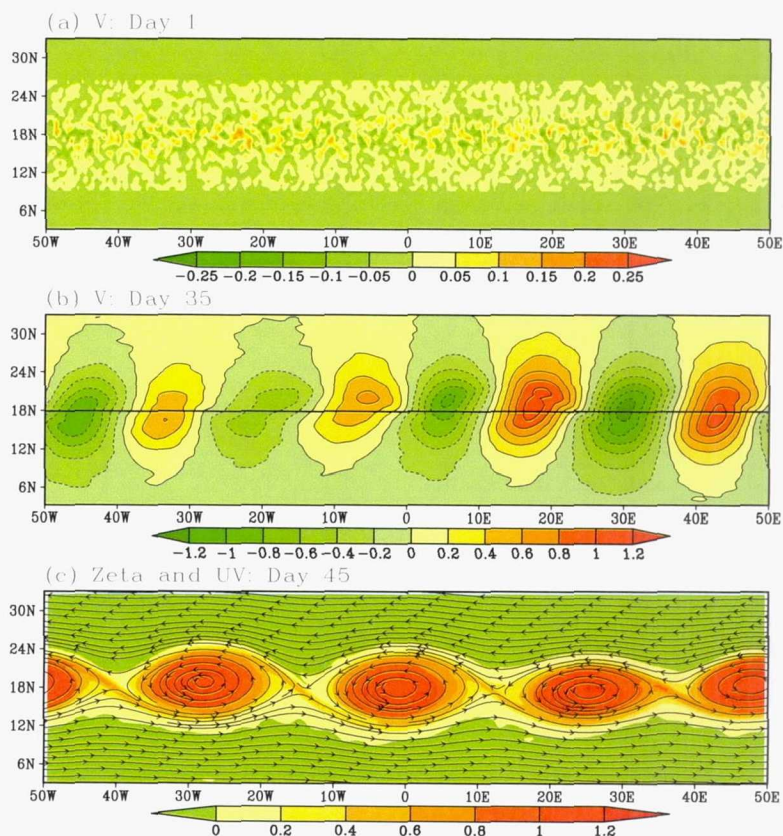 (a) V: Day 1
33N
30N
24N
18N
12N
6N
50W 40W 30W 20W 10W 0 10E 20E 30E 40E 50E
-0.25 -0.2 -0.15 -0.1 -0.05 0 0.05 0.1 0.15 0.2 0.25
(b) V: Day 35
30N
24N
18N
12N
6N
50W 40W 30W 20W 10W 0 10E 20E 30E 40E 50E
-1.2 -1 -0.8 -0.6 -0.4 -0.2 0 0.2 0.4 0.6 0.8 1 1.2
(c) Zeta and UV: Day 45
30N
24N
18N
12N
6N
50W 40W 30W 20W 10W 0 10E 20E 30E 40E 50E
0 0.2 0.4 0.6 0.8 1 1.2